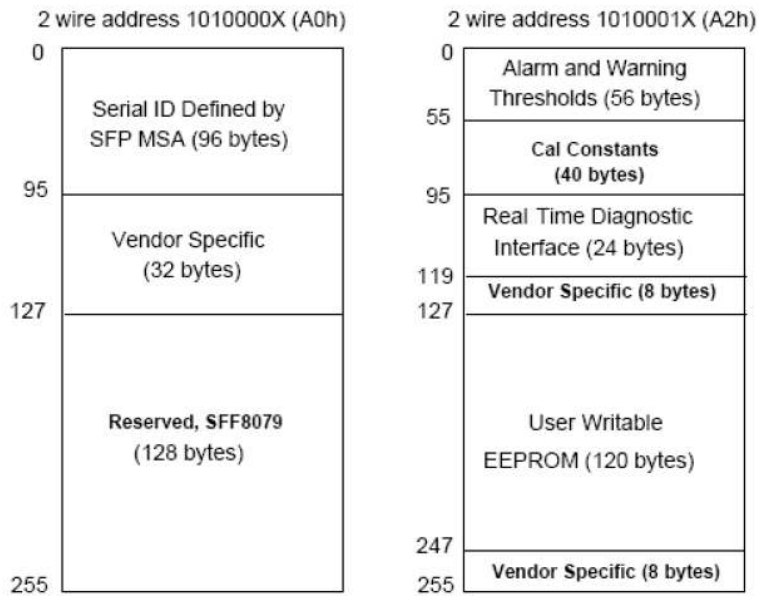 2 wire address 1010000X (A0h)
0
Serial ID Defined by
SFP MSA (96 bytes)
95
Vendor Specific
(32 bytes)
127
Reserved, SFF8079
(128 bytes)
255
2 wire address 1010001X (A2h)
0
Alarm and Warning
Thresholds (56 bytes)
55
Cal Constants
(40 bytes)
95
Real Time Diagnostic
Interface (24 bytes)
119
Vendor Specific (8 bytes)
127
User Writable
EEPROM (120 bytes)
247
Vendor Specific (8 bytes)
255